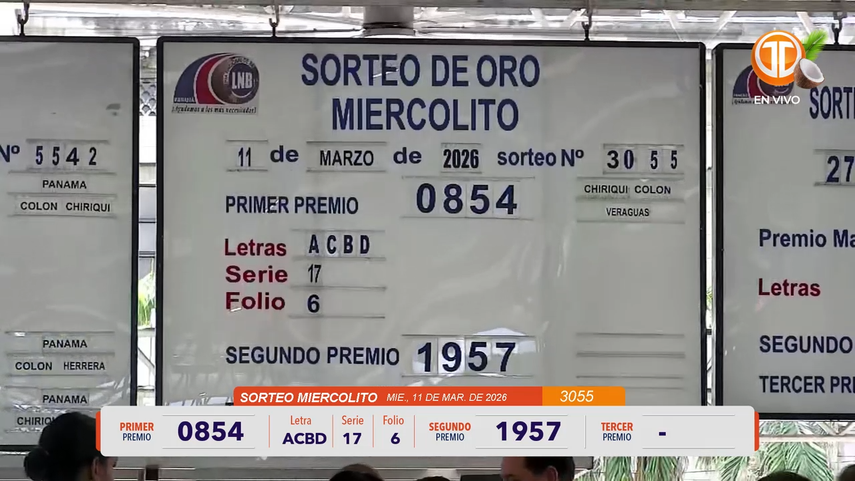 EN VIVO
Nº 5542
PANAMA
COLON CHIRIQUI
PANAMA
COLON HERRERA
PANAMA
LNB
PANAMÁ
¡Ayudamos a los más necesitados!
SORTEO DE ORO
MIERCOLITO
11 de MARZO de 2026 sorteo Nº 3055
CHIRIQUI COLON
VERAGUAS
PRIMER PREMIO 0854
Letras ACBD
Serie 17
Folio 6
SEGUNDO PREMIO 1957
27
Letras
SEGUNDO
TERCER
SORTEO MIERCOLITO MIE., 11 DE MAR. DE 2026 3055
PRIMER PREMIO 0854
Letra ACBD
Serie 17
Folio 6
SEGUNDO PREMIO 1957
TERCER PREMIO -